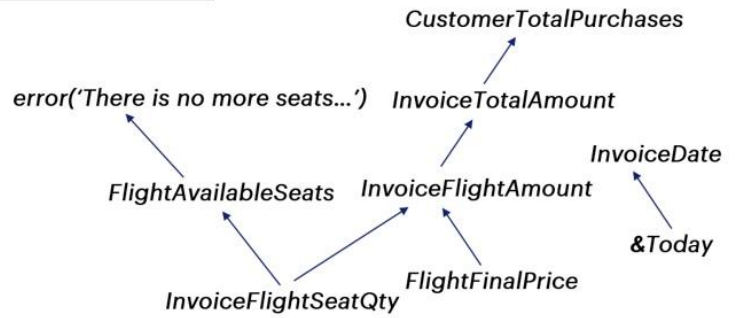 CustomerTotalPurchases
error('There is no more seats...')
InvoiceTotalAmount
InvoiceDate
FlightAvailableSeats
InvoiceFlightAmount
&Today
FlightFinalPrice
InvoiceFlightSeatQty